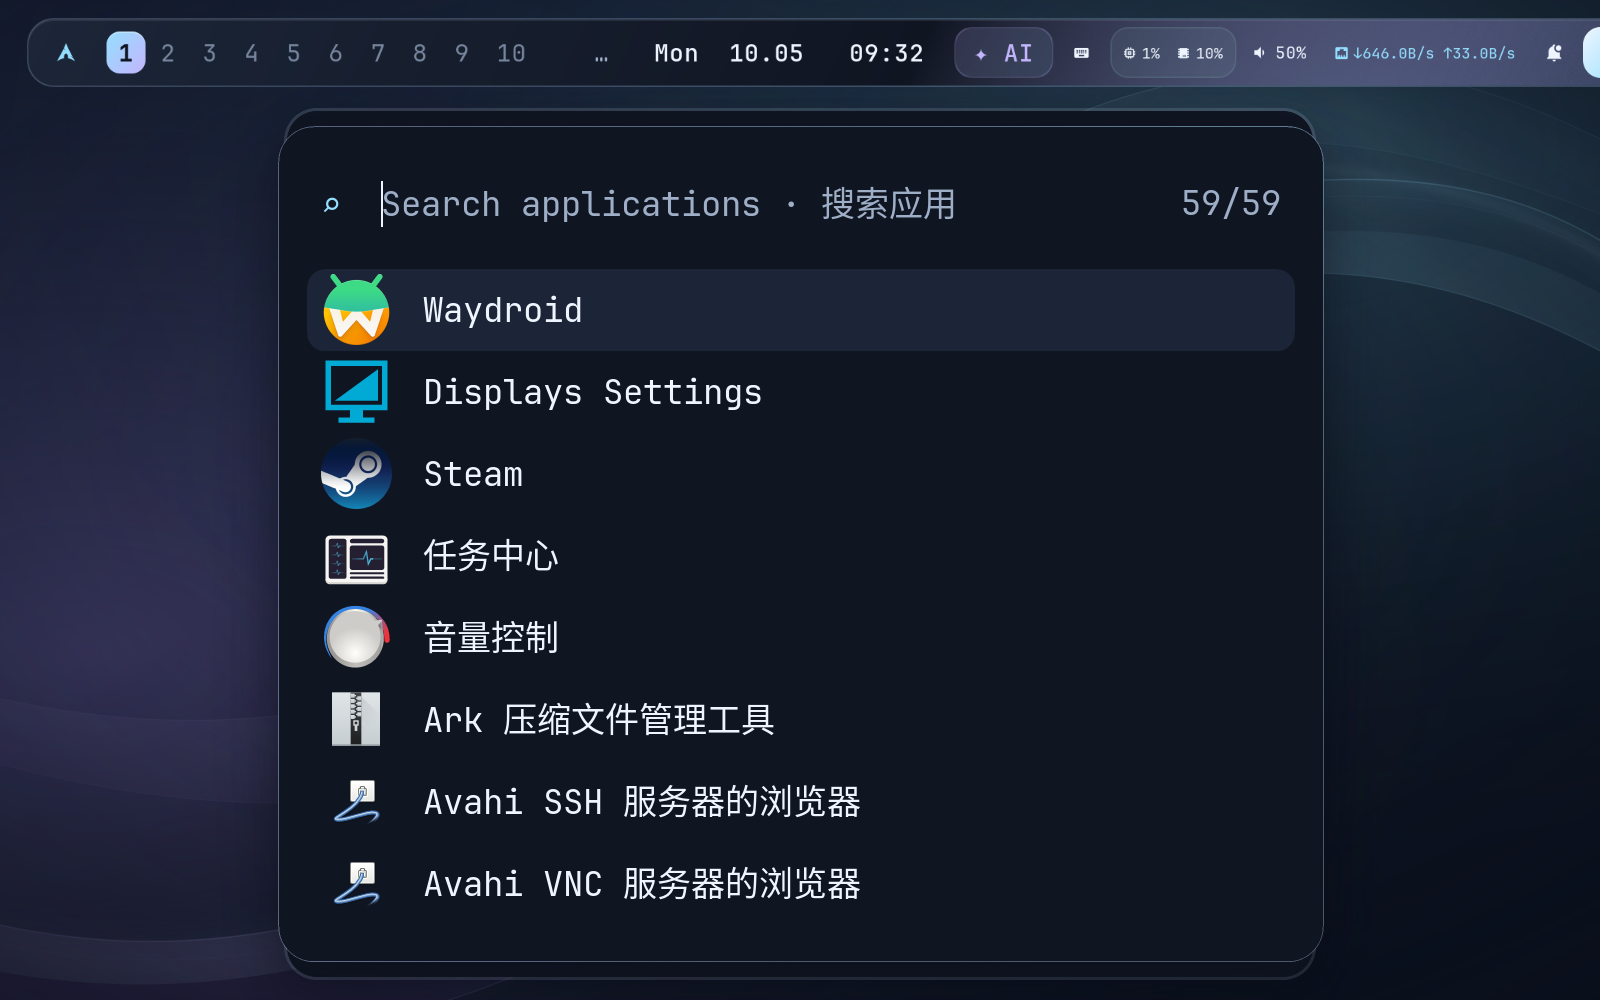 1 2 3 4 5 6 7 8 9 10 … Mon 10.05 09:32 ✦ AI 1% 10% 50% ↓646.0B/s ↑33.0B/s
Search applications · 搜索应用 59/59
Waydroid
Displays Settings
Steam
任务中心
音量控制
Ark 压缩文件管理工具
Avahi SSH 服务器的浏览器
Avahi VNC 服务器的浏览器